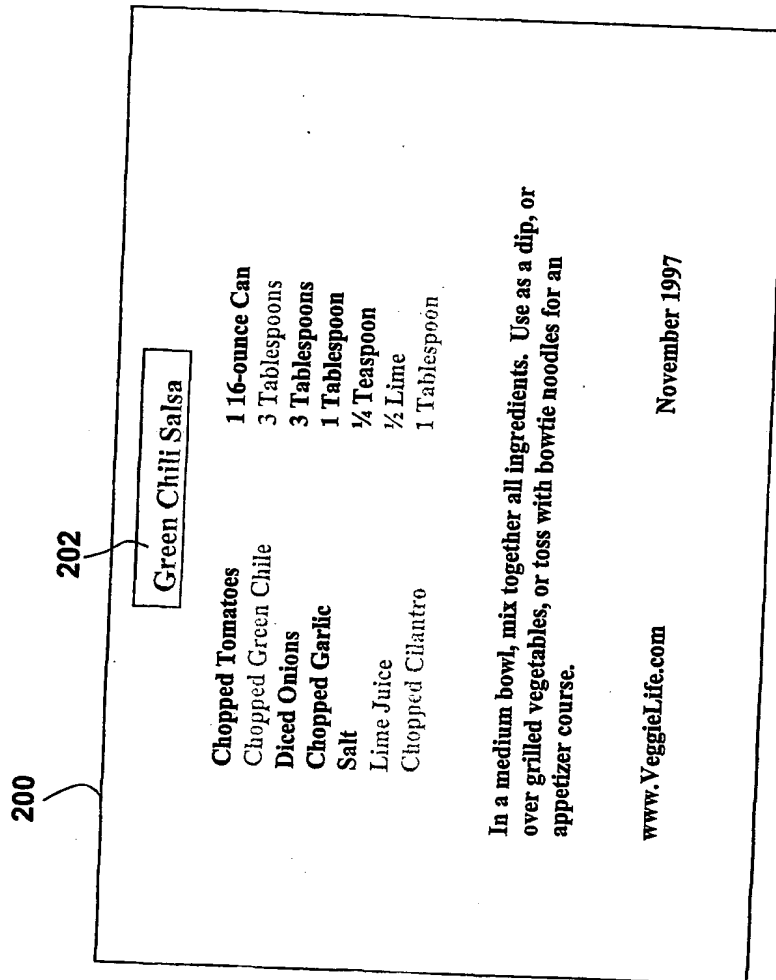 200
202
Green Chili Salsa
Chopped Tomatoes 1 16-ounce Can
Chopped Green Chile 3 Tablespoons
Diced Onions 3 Tablespoons
Chopped Garlic 1 Tablespoon
Salt ¼ Teaspoon
Lime Juice ½ Lime
Chopped Cilantro 1 Tablespoon
In a medium bowl, mix together all ingredients. Use as a dip, or
over grilled vegetables, or toss with bowtie noodles for an
appetizer course.
www.VeggieLife.com November 1997